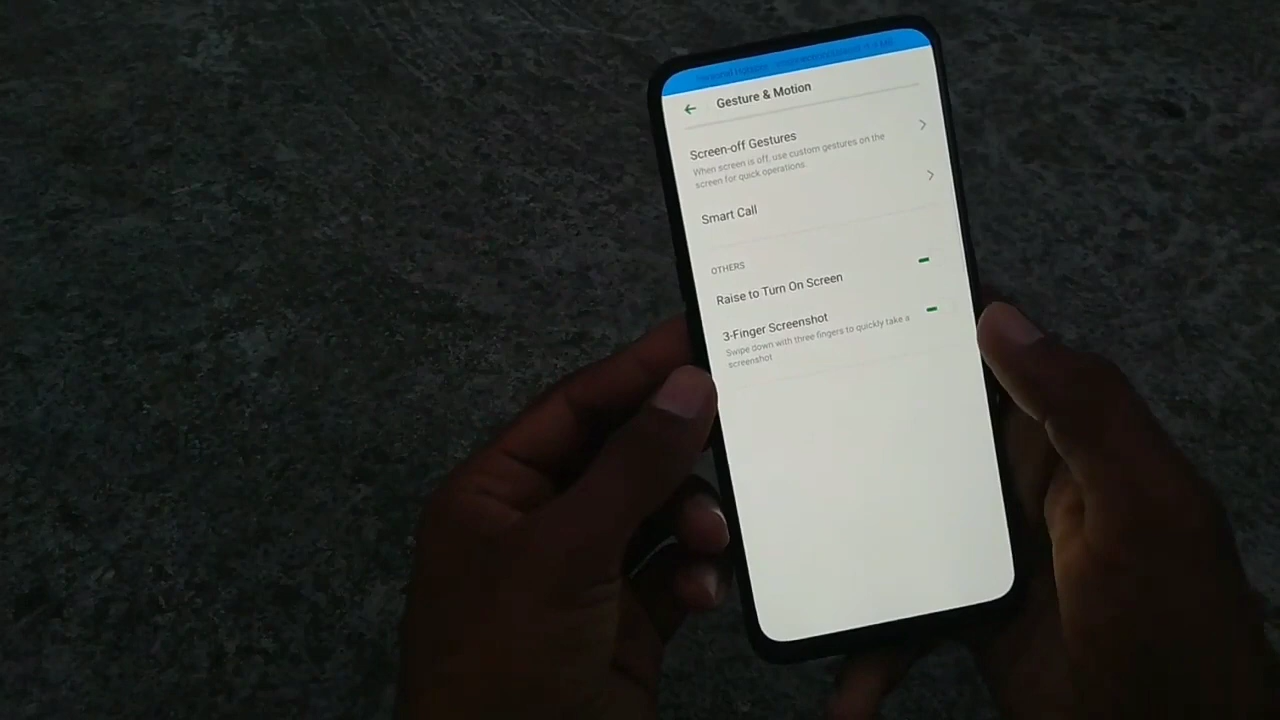 Gesture & Motion
Screen-off Gestures
When screen is off, use custom gestures on the
screen for quick operations.
Smart Call
OTHERS
Raise to Turn On Screen
3-Finger Screenshot
Swipe down with three fingers to quickly take a
screenshot